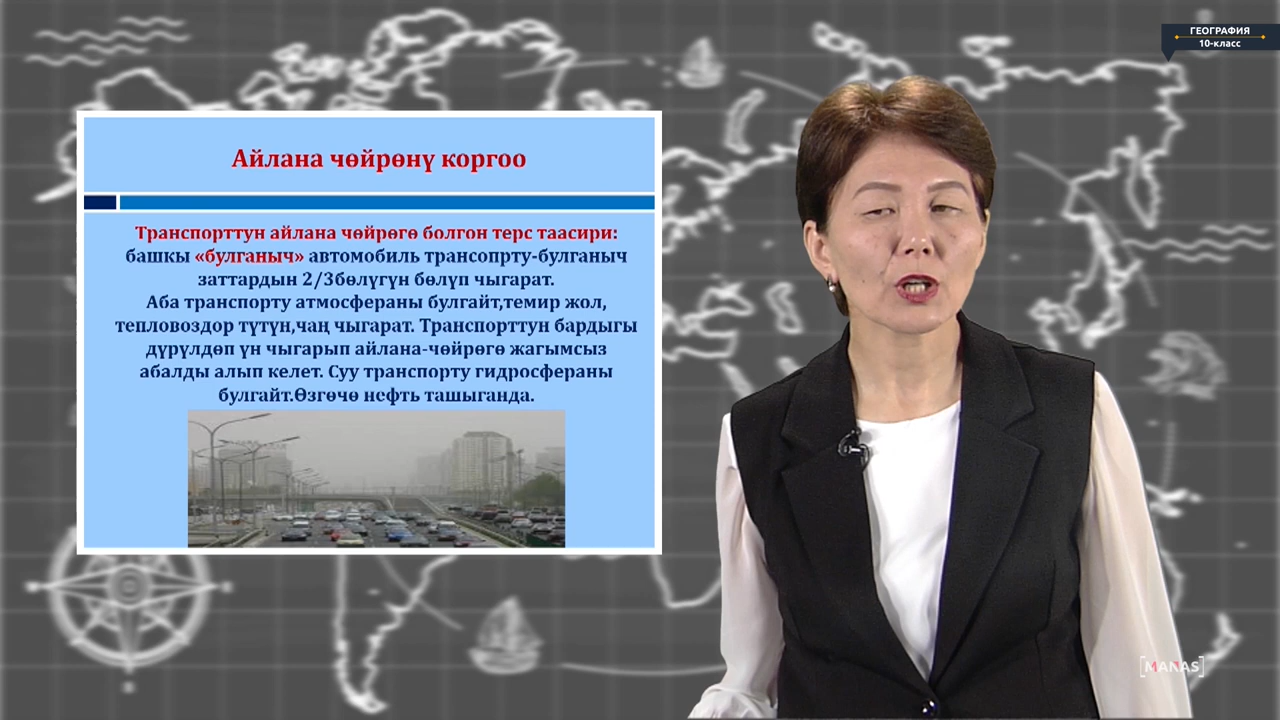 ГЕОГРАФИЯ
10-класс
Айлана чөйрөнү коргоо
Транспорттун айлана чөйрөгө болгон терс таасири:
башкы «булганыч» автомобиль трансопрту-булганыч
заттардын 2/3бөлүгүн бөлүп чыгарат.
Аба транспорту атмосфераны булгайт,темир жол,
тепловоздор түтүн,чаң чыгарат. Транспорттун бардыгы
дүрүлдөп үн чыгарып айлана-чөйрөгө жагымсыз
абалды алып келет. Суу транспорту гидросфераны
булгайт.Өзгөчө нефть ташыганда.
[MANAS]